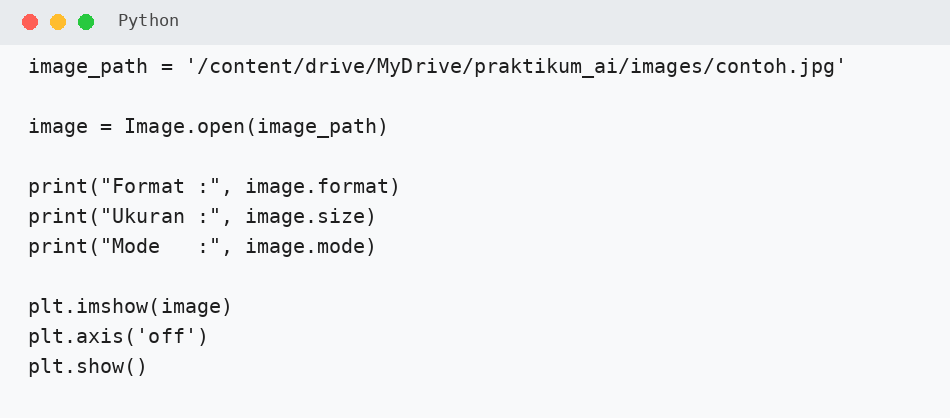 Python
image_path = '/content/drive/MyDrive/praktikum_ai/images/contoh.jpg'
image = Image.open(image_path)
print("Format :", image.format)
print("Ukuran :", image.size)
print("Mode   :", image.mode)
plt.imshow(image)
plt.axis('off')
plt.show()